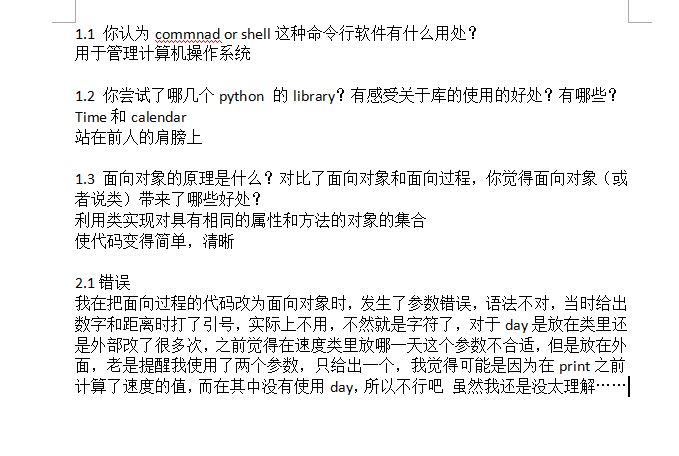 1.1 你认为 commnad or shell 这种命令行软件有什么用处？
用于管理计算机操作系统
1.2 你尝试了哪几个 python 的 library？有感受关于库的使用的好处？有哪些？
Time 和 calendar
站在前人的肩膀上
1.3 面向对象的原理是什么？对比了面向对象和面向过程，你觉得面向对象（或
者说类）带来了哪些好处？
利用类实现对具有相同的属性和方法的对象的集合
使代码变得简单，清晰
2.1 错误
我在把面向过程的代码改为面向对象时，发生了参数错误，语法不对，当时给出
数字和距离时打了引号，实际上不用，不然就是字符了，对于 day 是放在类里还
是外部改了很多次，之前觉得在速度类里放哪一天这个参数不合适，但是放在外
面，老是提醒我使用了两个参数，只给出一个，我觉得可能是因为在 print 之前
计算了速度的值，而在其中没有使用 day，所以不行吧 虽然我还是没太理解……